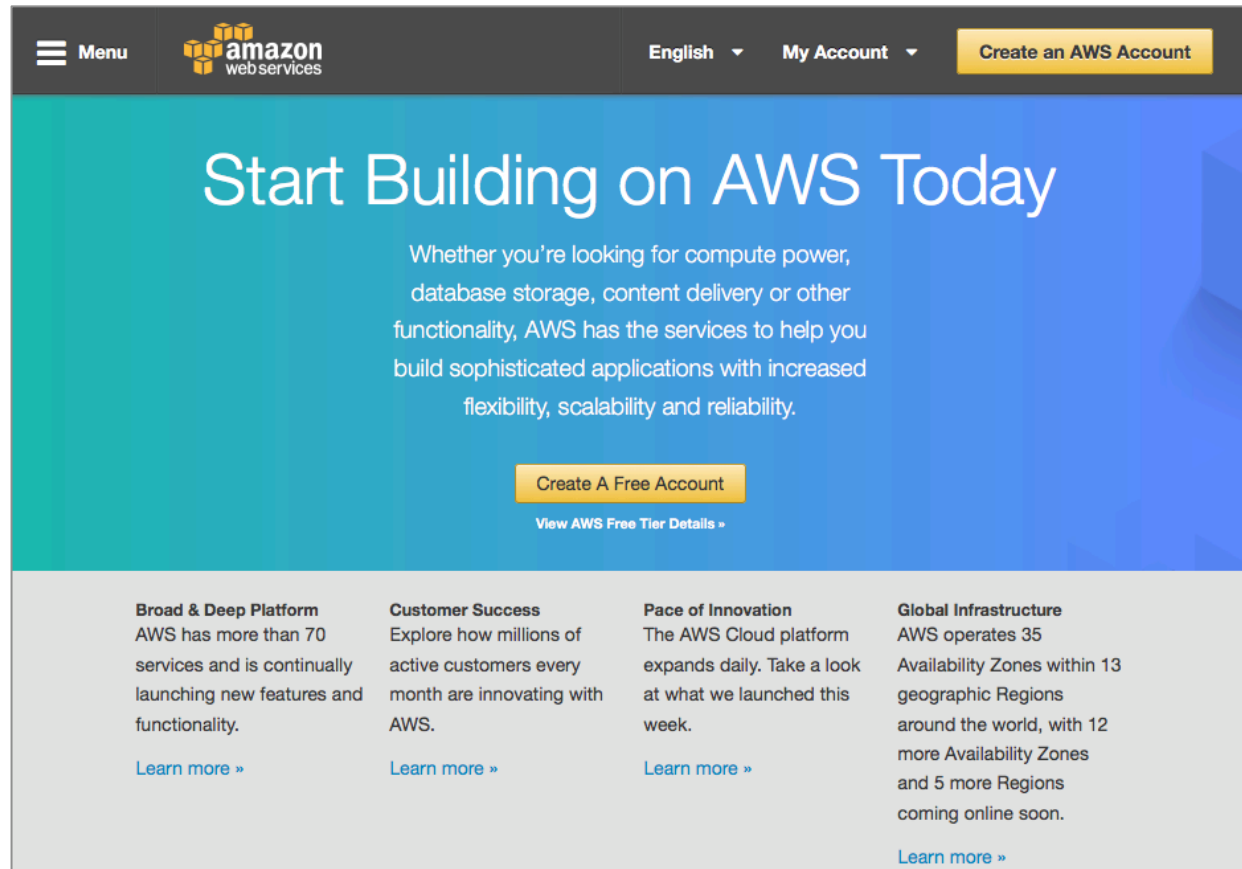 Menu
amazon
webservices
English
My Account
Create an AWS Account
Start Building on AWS Today
Whether you’re looking for compute power,
database storage, content delivery or other
functionality, AWS has the services to help you
build sophisticated applications with increased
flexibility, scalability and reliability.
Create A Free Account
View AWS Free Tier Details »
Broad & Deep Platform
AWS has more than 70
services and is continually
launching new features and
functionality.
Learn more »
Customer Success
Explore how millions of
active customers every
month are innovating with
AWS.
Learn more »
Pace of Innovation
The AWS Cloud platform
expands daily. Take a look
at what we launched this
week.
Learn more »
Global Infrastructure
AWS operates 35
Availability Zones within 13
geographic Regions
around the world, with 12
more Availability Zones
and 5 more Regions
coming online soon.
Learn more »